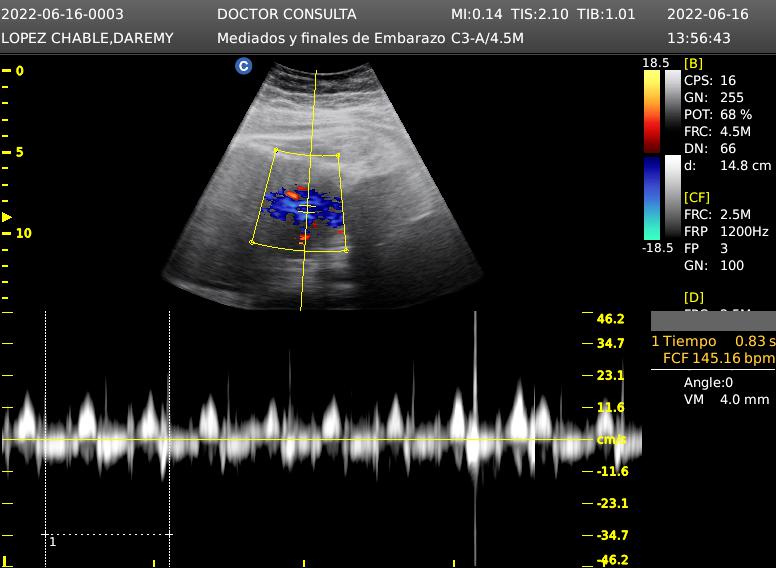 2022-06-16-0003 DOCTOR CONSULTA MI:0.14 TIS:2.10 TIB:1.01 2022-06-16
LOPEZ CHABLE,DAREMY Mediados y finales de Embarazo C3-A/4.5M 13:56:43
C
0
5
10
18.5
-18.5
[B]
CPS: 16
GN: 255
POT: 68 %
FRC: 4.5M
DN: 66
d: 14.8 cm
[CF]
FRC: 2.5M
FRP 1200Hz
FP 3
GN: 100
[D]
1 Tiempo 0.83 s
FCF 145.16 bpm
Angle:0
VM 4.0 mm
46.2
34.7
23.1
11.6
cm/s
-11.6
-23.1
-34.7
-46.2
1